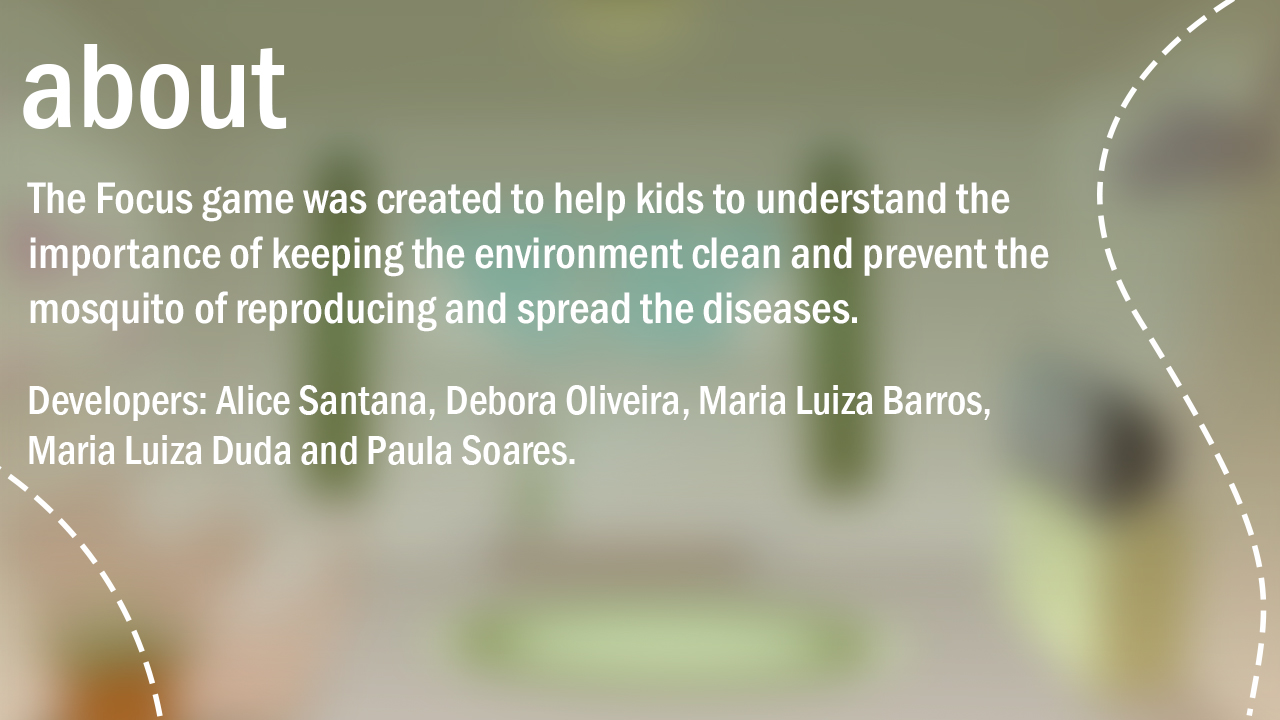 about
The Focus game was created to help kids to understand the
importance of keeping the environment clean and prevent the
mosquito of reproducing and spread the diseases.
Developers: Alice Santana, Debora Oliveira, Maria Luiza Barros,
Maria Luiza Duda and Paula Soares.